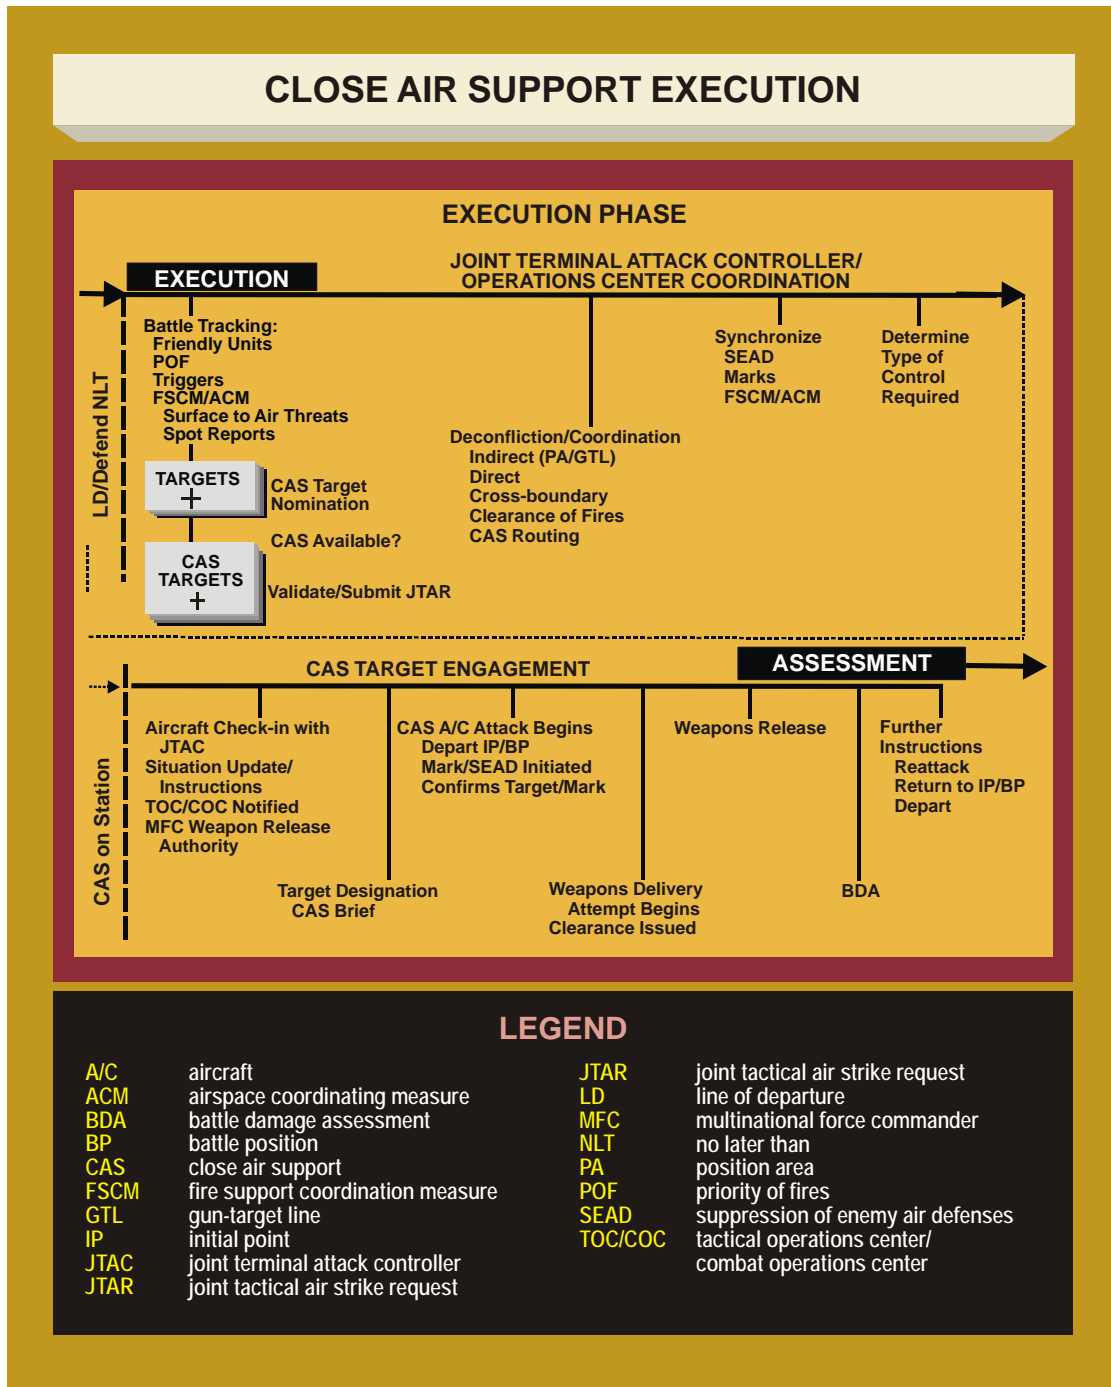 CLOSE AIR SUPPORT EXECUTION
EXECUTION PHASE
JOINT TERMINAL ATTACK CONTROLLER/
OPERATIONS CENTER COORDINATION
EXECUTION
LD/Defend NLT
Battle Tracking:
Friendly Units
POF
Triggers
FSCM/ACM
Surface to Air Threats
Spot Reports
TARGETS
CAS Target
Nomination
CAS Available?
CAS
TARGETS
Validate/Submit JTAR
Deconfliction/Coordination
Indirect (PA/GTL)
Direct
Cross-boundary
Clearance of Fires
CAS Routing
Synchronize
SEAD
Marks
FSCM/ACM
Determine
Type of
Control
Required
CAS TARGET ENGAGEMENT
ASSESSMENT
CAS on Station
Aircraft Check-in with
JTAC
Situation Update/
Instructions
TOC/COC Notified
MFC Weapon Release
Authority
Target Designation
CAS Brief
CAS A/C Attack Begins
Depart IP/BP
Mark/SEAD Initiated
Confirms Target/Mark
Weapons Delivery
Attempt Begins
Clearance Issued
Weapons Release
BDA
Further
Instructions
Reattack
Return to IP/BP
Depart
LEGEND
A/C aircraft
ACM airspace coordinating measure
BDA battle damage assessment
BP battle position
CAS close air support
FSCM fire support coordination measure
GTL gun-target line
IP initial point
JTAC joint terminal attack controller
JTAR joint tactical air strike request
JTAR joint tactical air strike request
LD line of departure
MFC multinational force commander
NLT no later than
PA position area
POF priority of fires
SEAD suppression of enemy air defenses
TOC/COC tactical operations center/
combat operations center